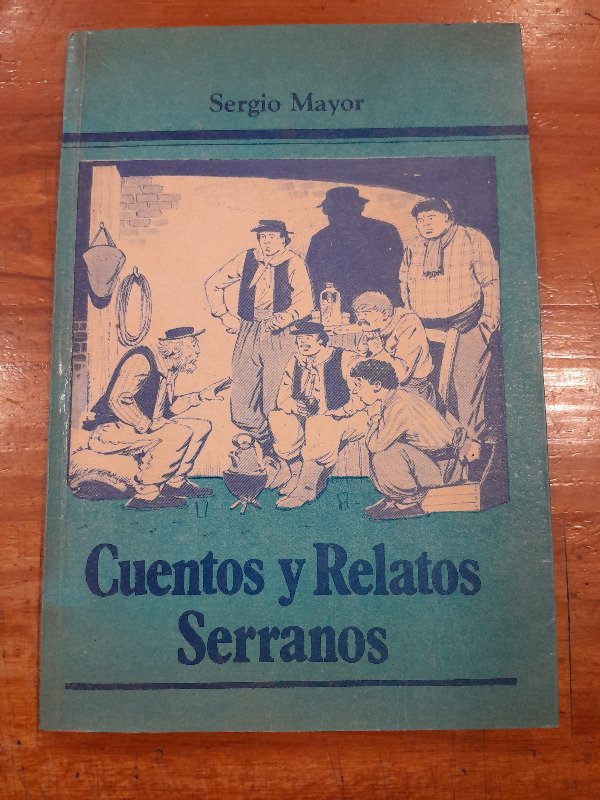 Sergio Mayor
Cuentos y Relatos
Serranos